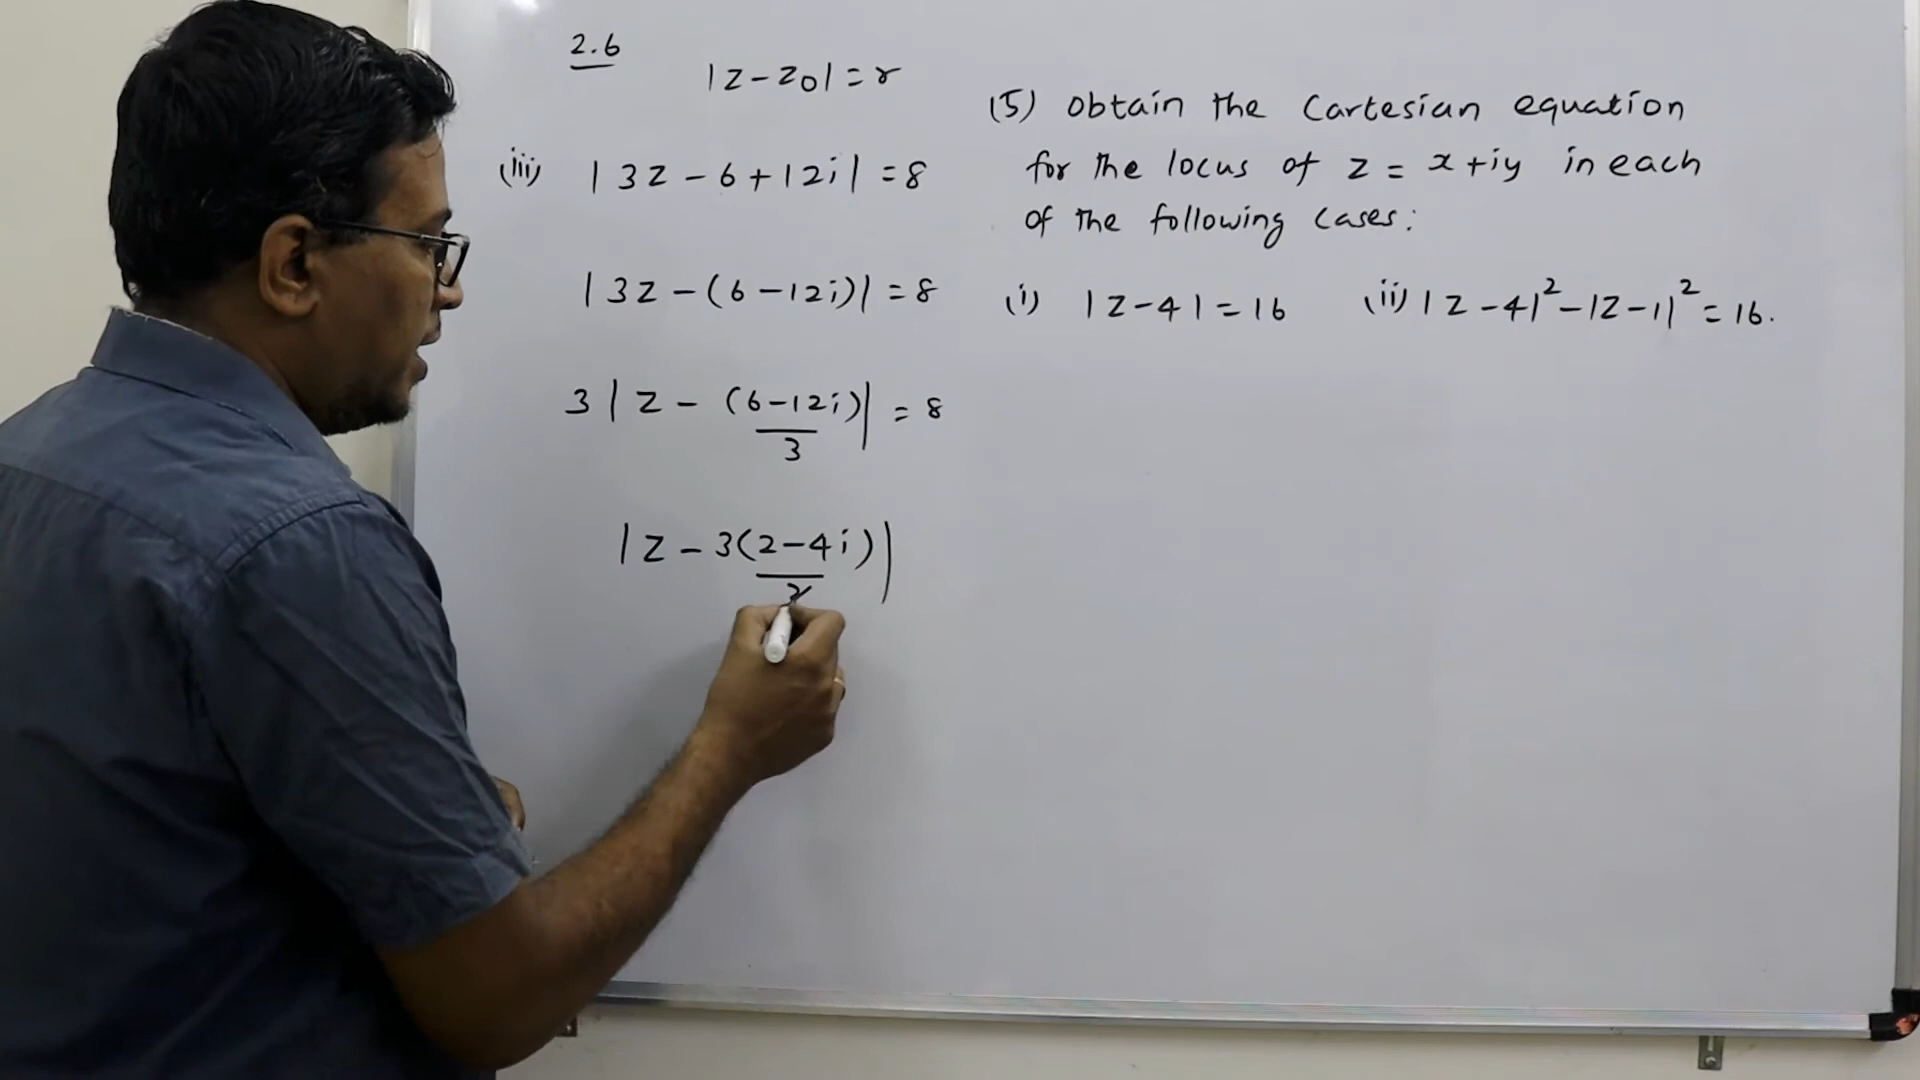 2.6
|z-z0|=r
(iii) |3z-6+12i|=8
|3z-(6-12i)|=8
3|z-(6-12i)/3|=8
|z-3(2-4i)/3|
(5) Obtain the Cartesian equation
for the locus of z = x+iy in each
of the following cases:
(i) |z-4|=16 (ii) |z-4|²-|z-1|²=16.